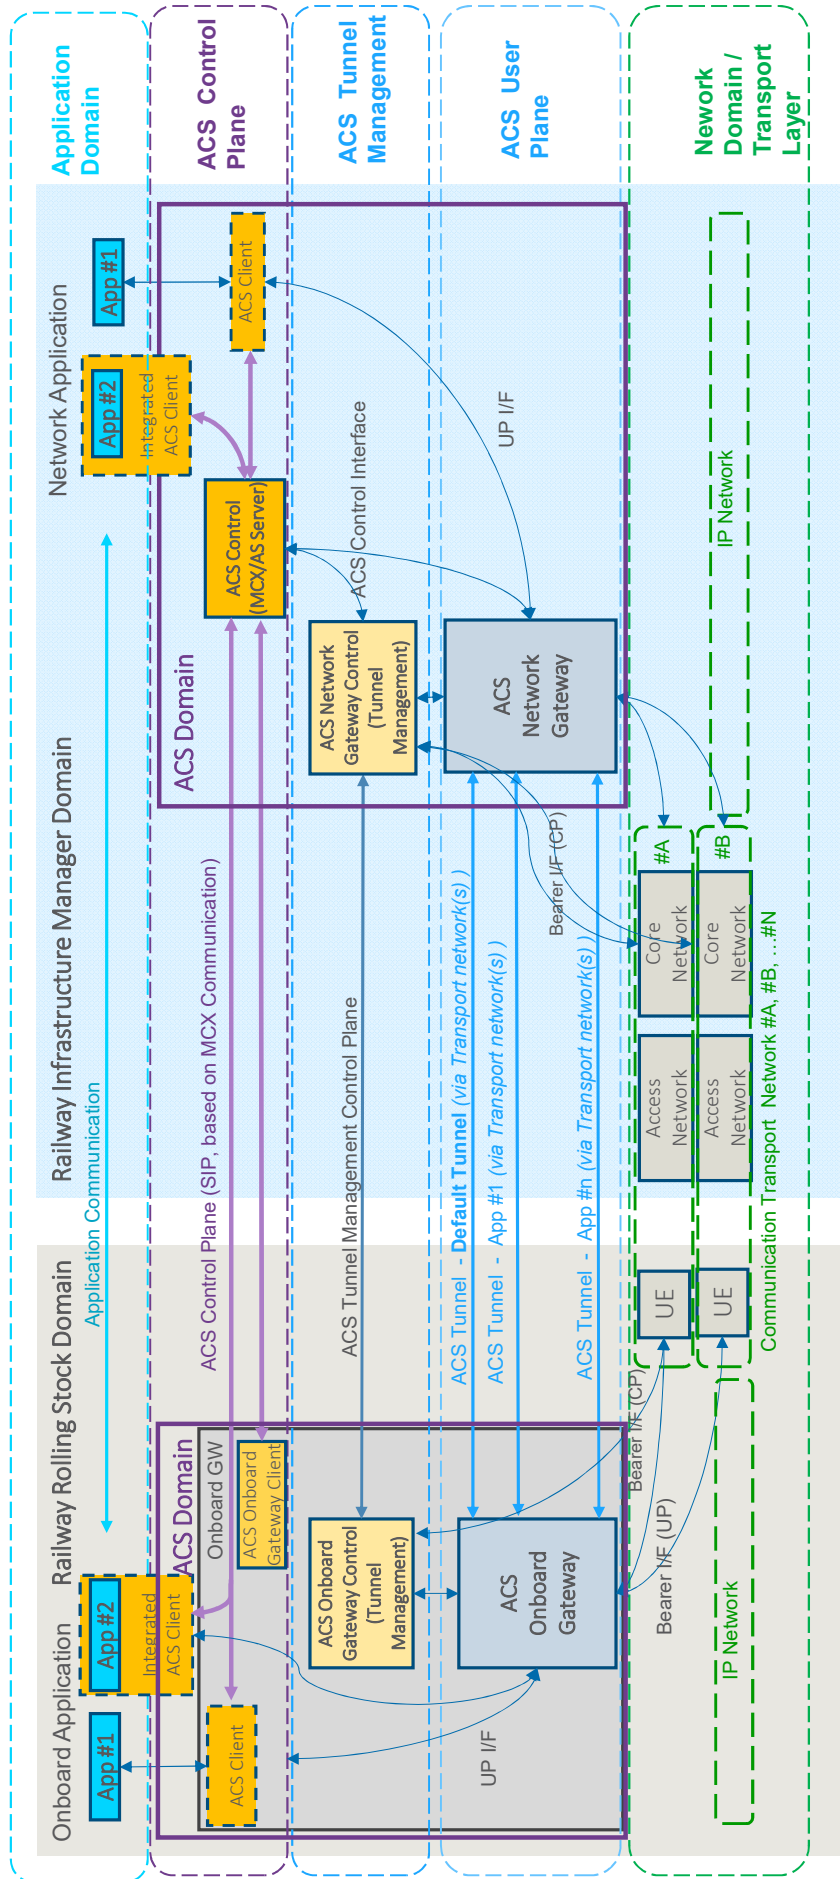 Application
Domain
ACS Control
Plane
ACS Tunnel
Management
ACS User
Plane
Nework
Domain /
Transport
Layer
Onboard Application
Railway Rolling Stock Domain
Railway Infrastructure Manager Domain
Network Application
App #1
App #2
Integrated
ACS Client
Application Communication
App #2
Integrated
ACS Client
App #1
ACS Domain
ACS Domain
Onboard GW
ACS Client
ACS Onboard
Gateway Client
ACS Control Plane (SIP, based on MCX Communication)
ACS Control
(MCX/AS Server)
ACS Client
ACS Onboard
Gateway Control
(Tunnel
Management)
ACS Tunnel Management Control Plane
ACS Network
Gateway Control
(Tunnel
Management)
ACS Control Interface
UP I/F
ACS
Onboard
Gateway
ACS Tunnel - Default Tunnel (via Transport network(s) )
ACS Tunnel - App #1 (via Transport network(s) )
ACS Tunnel - App #n (via Transport network(s) )
ACS
Network
Gateway
UP I/F
Bearer I/F (CP)
Bearer I/F (CP)
Bearer I/F (UP)
UE
Access
Network
Core
Network
#A
UE
Access
Network
Core
Network
#B
IP Network
IP Network
Communication Transport Network #A, #B, …#N